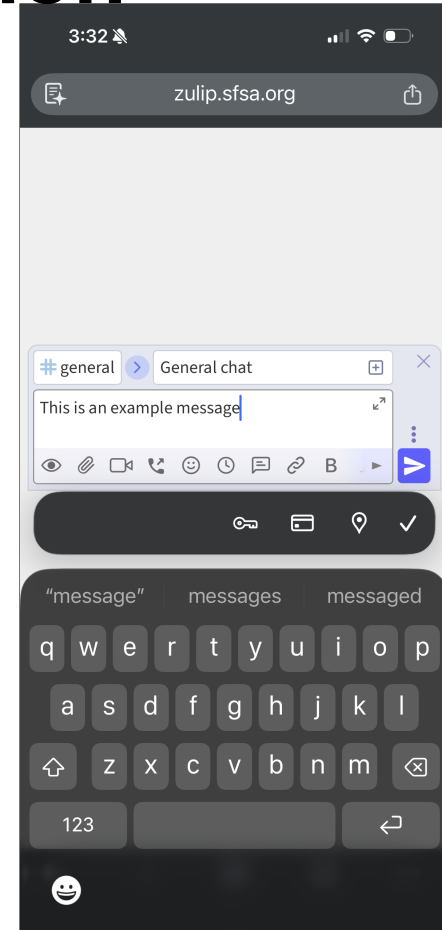 3:32
zulip.sfsa.org
general
General chat
This is an example message
B
"message" messages messaged
q w e r t y u i o p
a s d f g h j k l
z x c v b n m
123